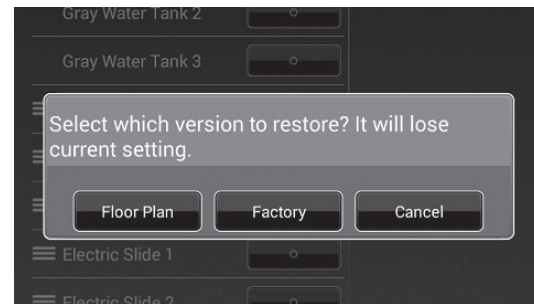 Gray Water Tank 2
Gray Water Tank 3
Select which version to restore? It will lose
current setting.
Floor Plan
Factory
Cancel
Electric Slide 1
Electric Slide 2